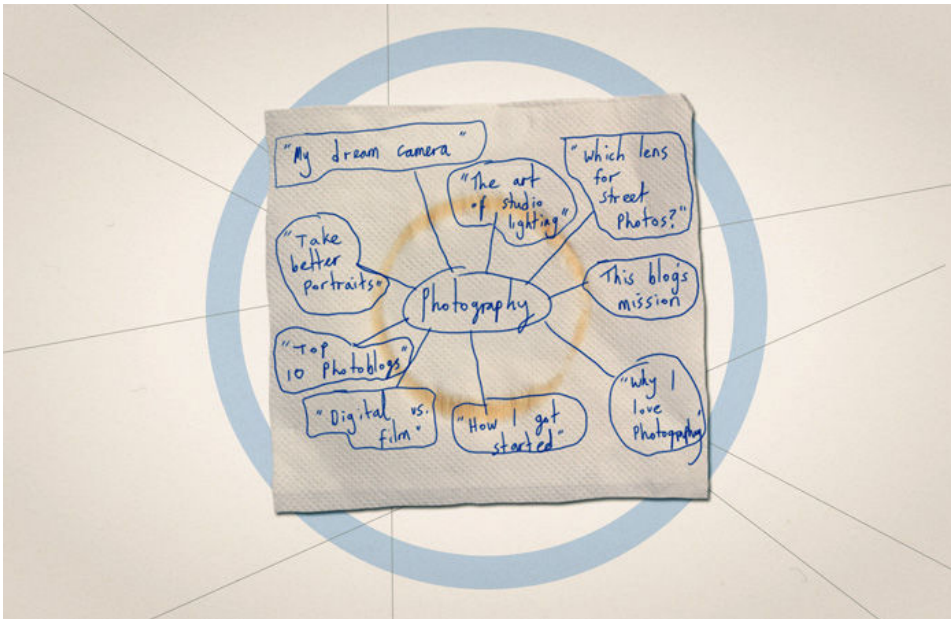 "My dream camera"
"The art
of studio
lighting"
"which lens
for
street
Photos?"
"Take
better
portraits"
Photography
This blog's
mission
"Top
10 Photoblogs"
"Digital vs.
film"
"How I got
started"
"Why I
love
Photography"